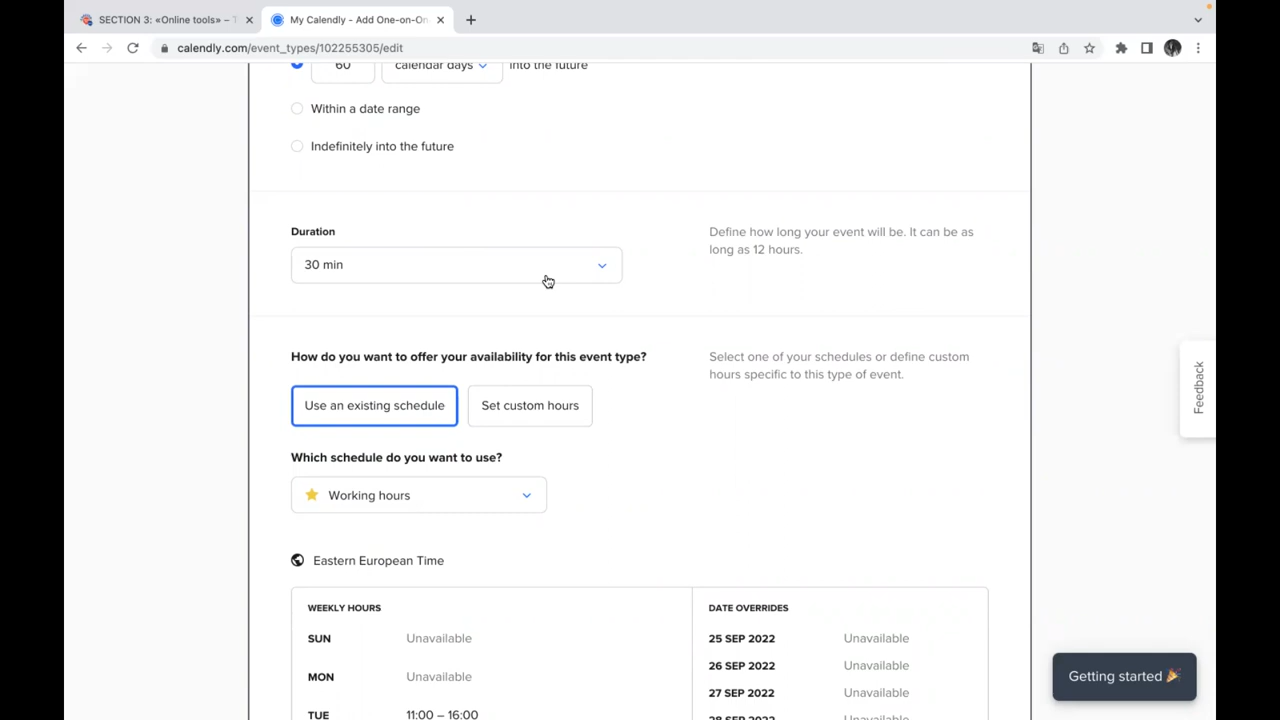 SECTION 3: «Online tools» –
My Calendly - Add One-on-On
calendly.com/event_types/102255305/edit
60 calendar days into the future
Within a date range
Indefinitely into the future
Duration
Define how long your event will be. It can be as
long as 12 hours.
30 min
How do you want to offer your availability for this event type?
Select one of your schedules or define custom
hours specific to this type of event.
Use an existing schedule
Set custom hours
Which schedule do you want to use?
Working hours
Eastern European Time
WEEKLY HOURS
SUN Unavailable
MON Unavailable
TUE 11:00 – 16:00
DATE OVERRIDES
25 SEP 2022 Unavailable
26 SEP 2022 Unavailable
27 SEP 2022 Unavailable
28 SEP 2022 Unavailable
Feedback
Getting started